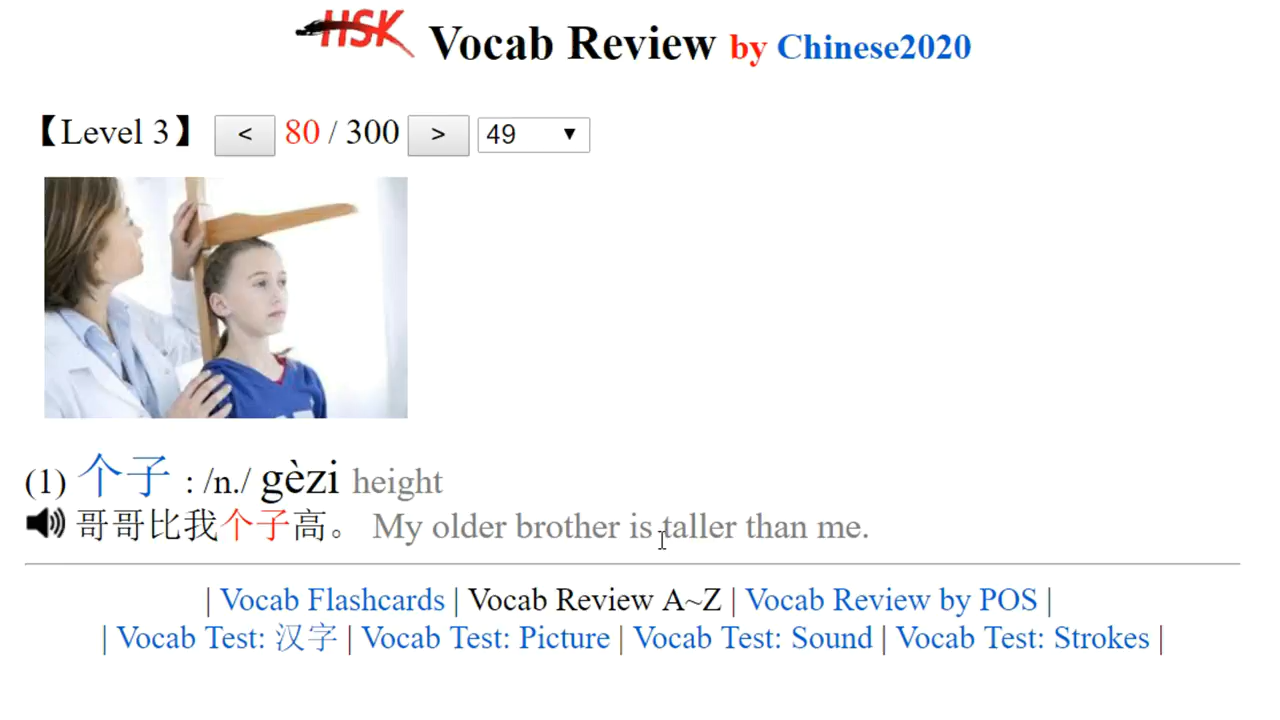 HSK Vocab Review by Chinese2020
【Level 3】 < 80 / 300 > 49 ▼
(1) 个子 : /n./ gèzi height
哥哥比我个子高。 My older brother is taller than me.
| Vocab Flashcards | Vocab Review A~Z | Vocab Review by POS |
| Vocab Test: 汉字 | Vocab Test: Picture | Vocab Test: Sound | Vocab Test: Strokes |